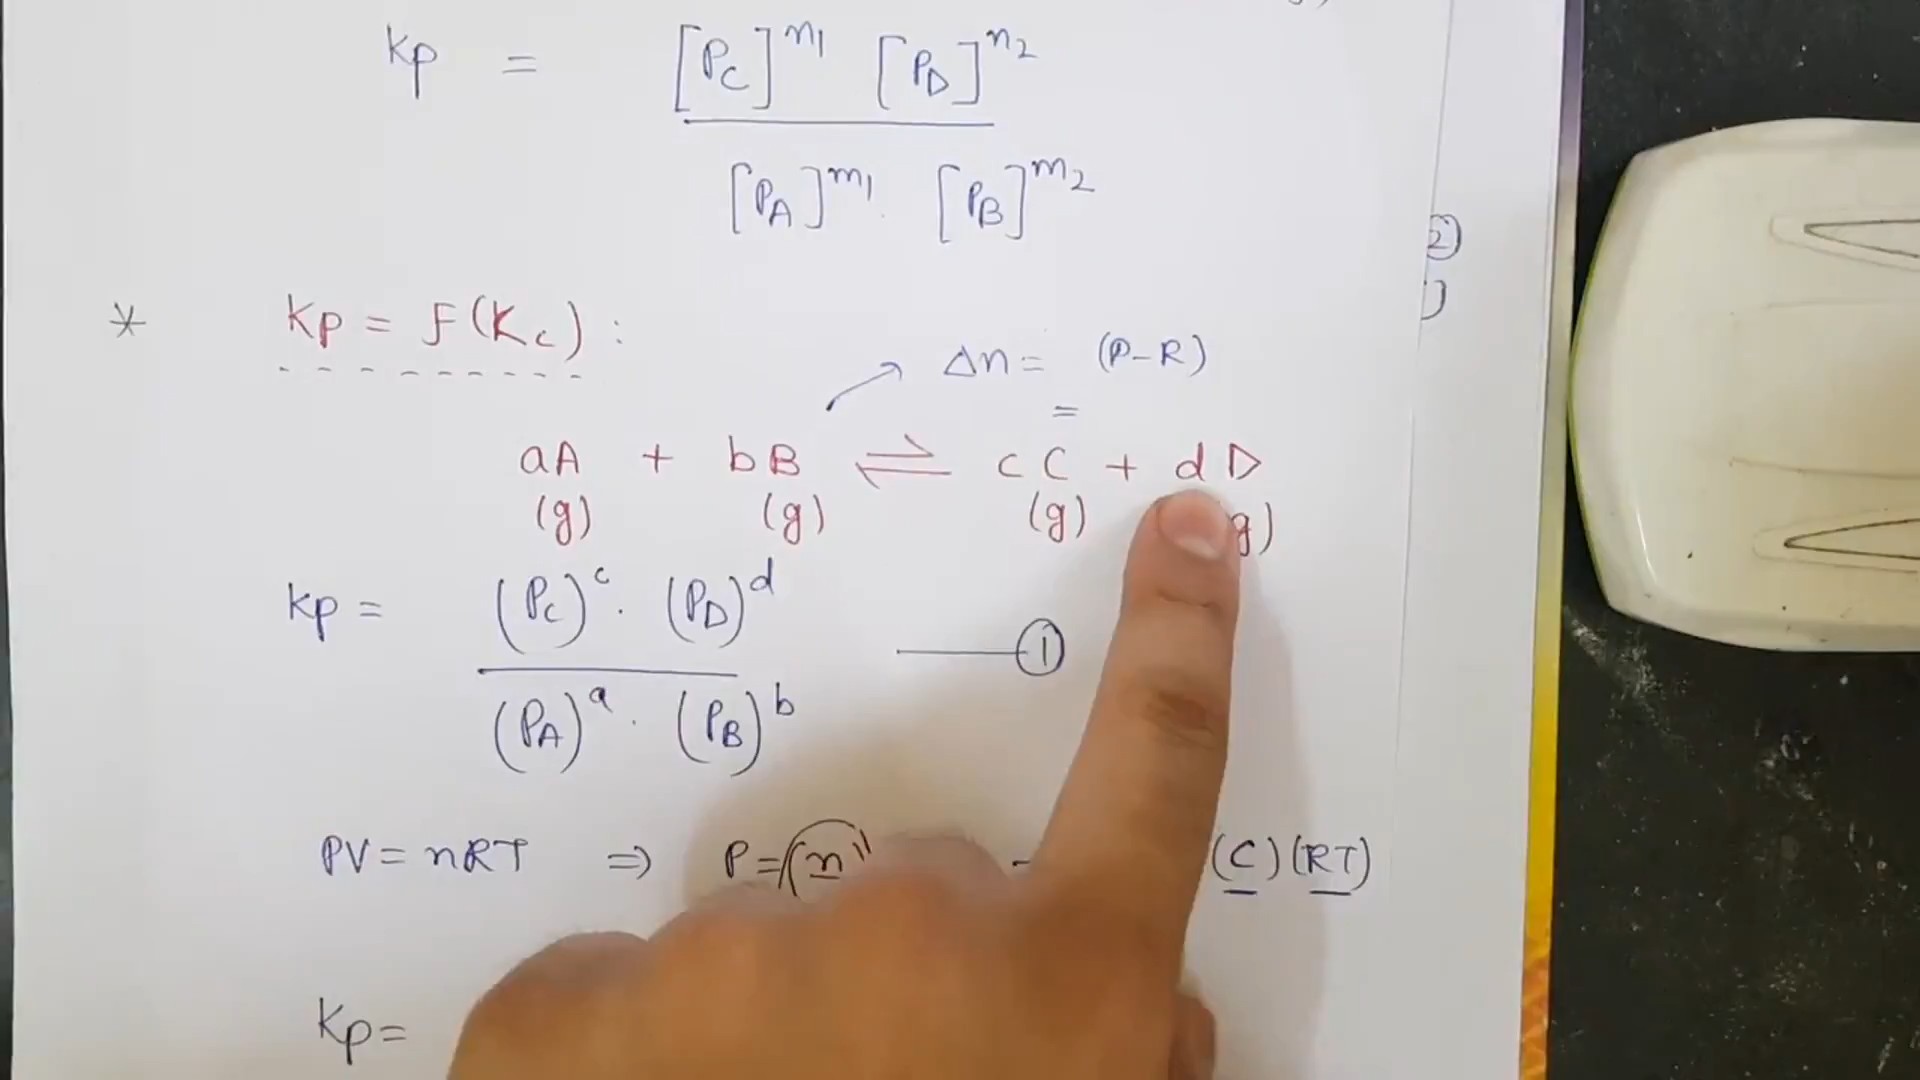 Kp = [PC]^n1 [PD]^n2
[PA]^m1 . [PB]^m2
②
* Kp = F(Kc) :
→ Δn = (P-R)
=
aA + bB ⇌ cC + dD
(g) (g) (g) g)
Kp = (PC)^c . (PD)^d
—— ①
(PA)^a . (PB)^b
PV = nRT ⇒ P = (n (C) (RT)
Kp =